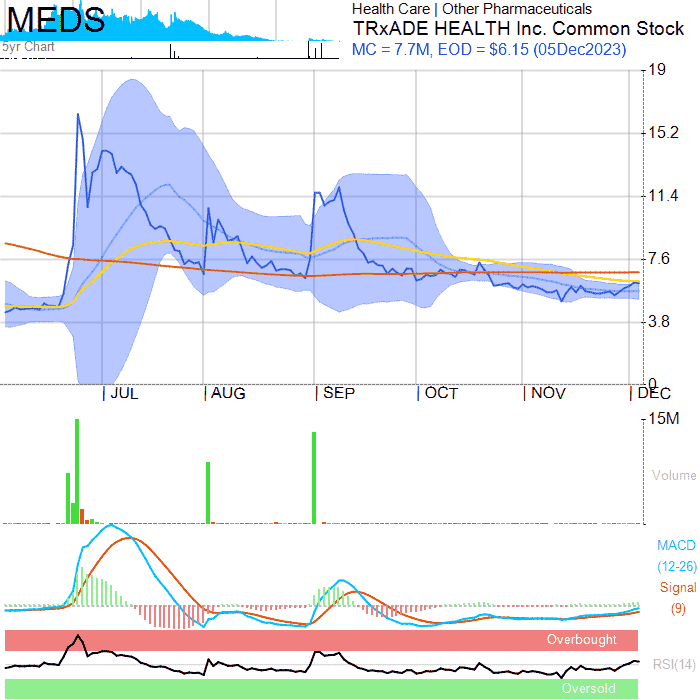 MEDS
5yr Chart
Health Care | Other Pharmaceuticals
TRxADE HEALTH Inc. Common Stock
MC = 7.7M, EOD = $6.15 (05Dec2023)
19
15.2
11.4
7.6
3.8
0
JUL AUG SEP OCT NOV DEC
15M
Volume
MACD
(12-26)
Signal
(9)
Overbought
RSI(14)
Oversold